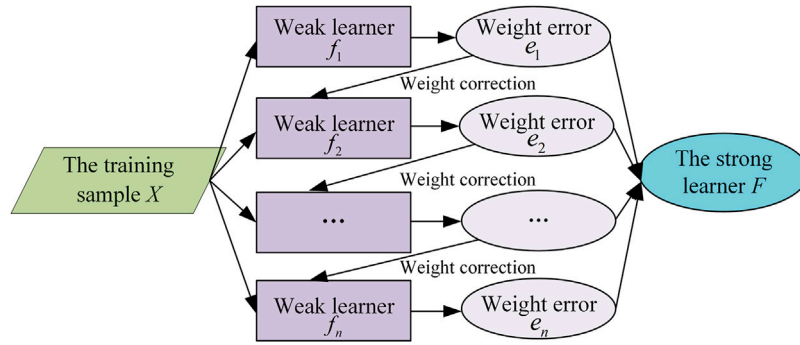 Weak learner
f₁
Weight error
e₁
Weight correction
Weak learner
f₂
Weight error
e₂
The training
sample X
The strong
learner F
Weight correction
...
...
Weight correction
Weak learner
fₙ
Weight error
eₙ